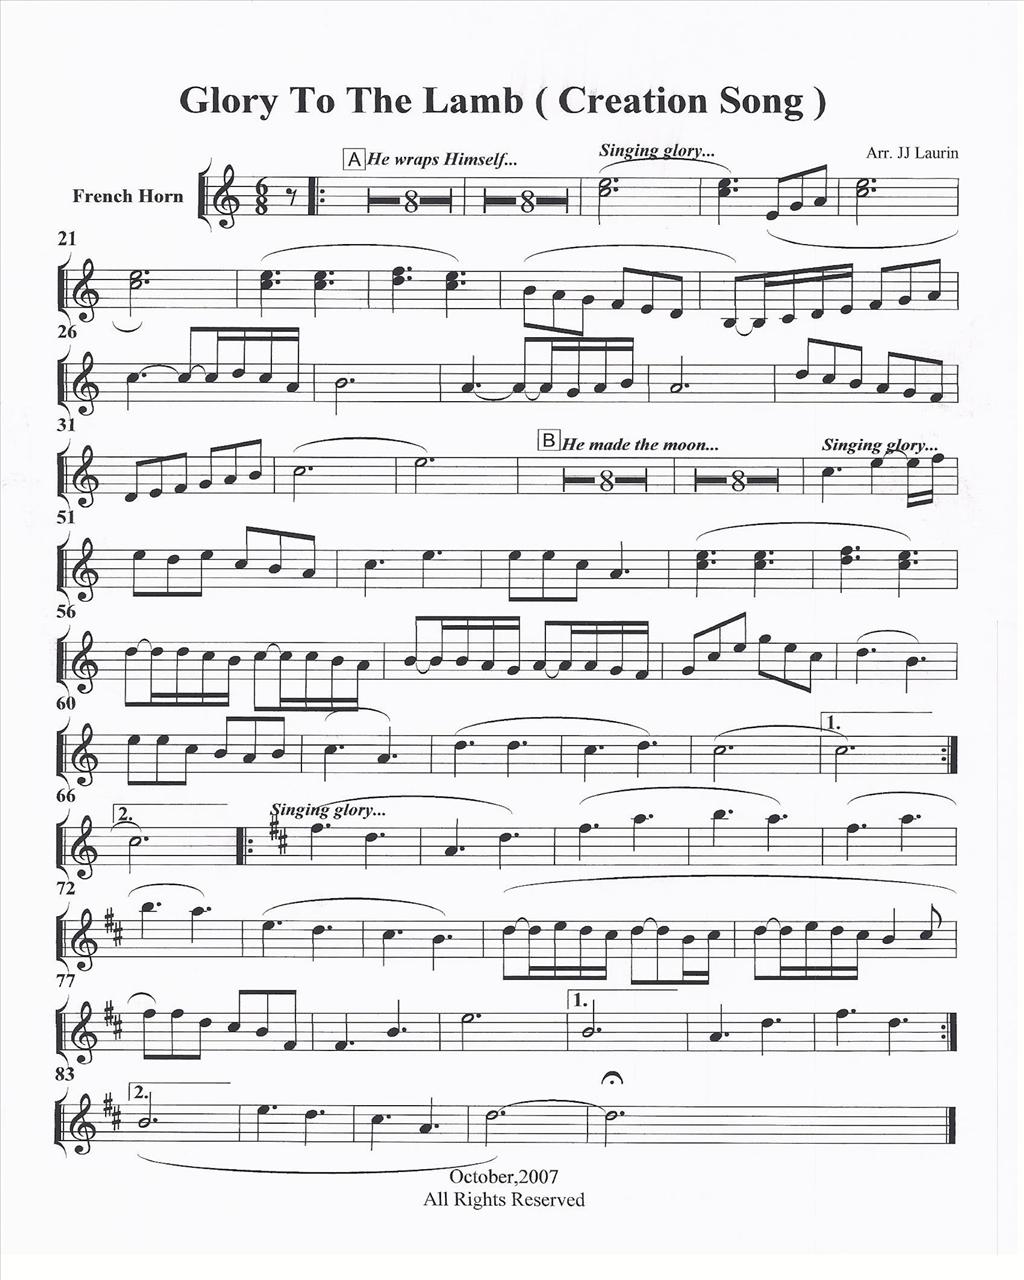 Glory To The Lamb ( Creation Song )
Arr. JJ Laurin
A He wraps Himself... Singing glory...
French Horn 6 8 8 8
21
26
31
B He made the moon... Singing glory...
8 8
51
56
60
1.
66
2. Singing glory...
72
77
1.
83
2.
October,2007
All Rights Reserved